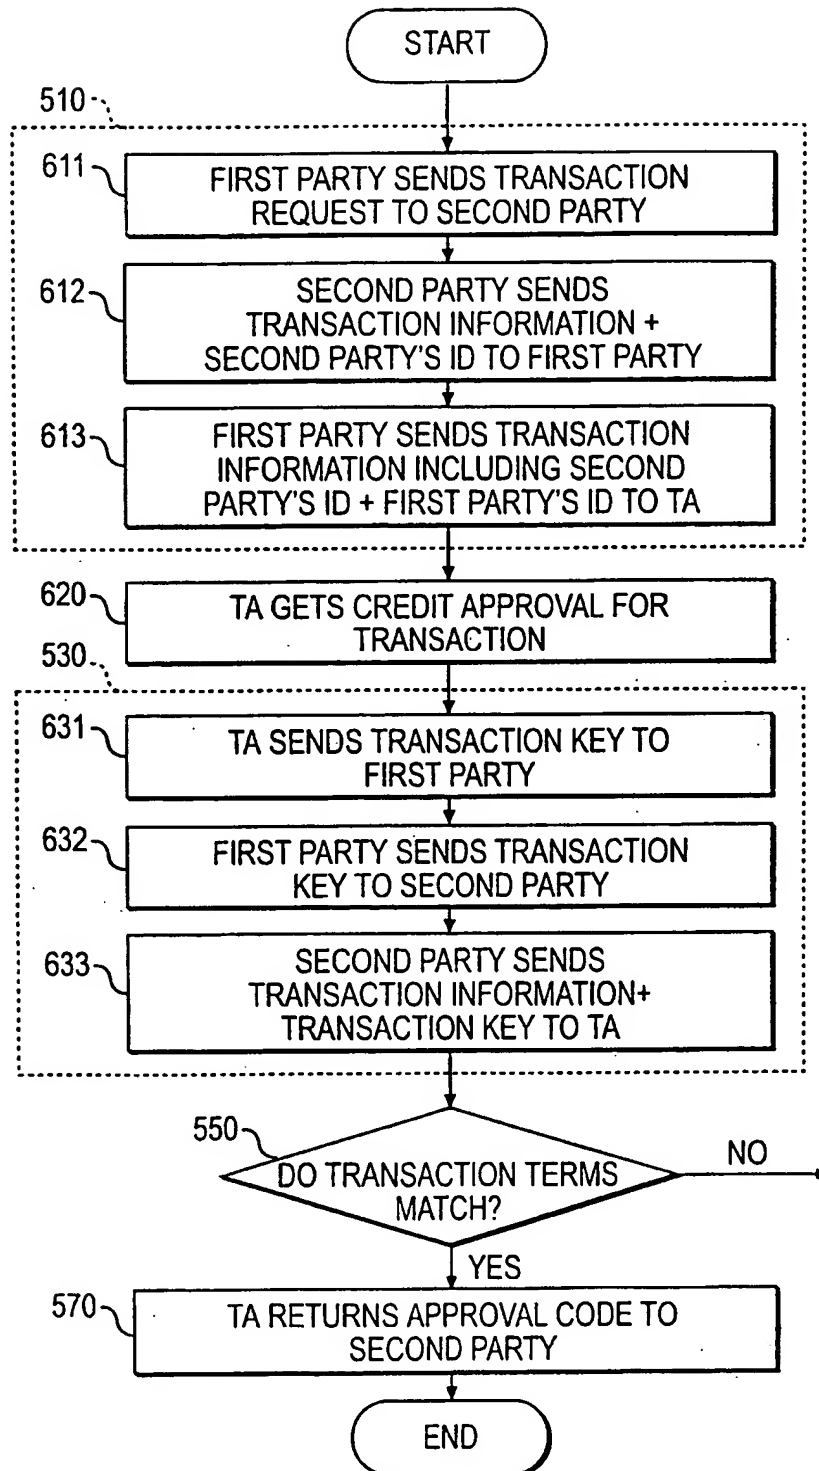 START
510
611
FIRST PARTY SENDS TRANSACTION
REQUEST TO SECOND PARTY
612
SECOND PARTY SENDS
TRANSACTION INFORMATION +
SECOND PARTY'S ID TO FIRST PARTY
613
FIRST PARTY SENDS TRANSACTION
INFORMATION INCLUDING SECOND
PARTY'S ID + FIRST PARTY'S ID TO TA
620
TA GETS CREDIT APPROVAL FOR
TRANSACTION
530
631
TA SENDS TRANSACTION KEY TO
FIRST PARTY
632
FIRST PARTY SENDS TRANSACTION
KEY TO SECOND PARTY
633
SECOND PARTY SENDS
TRANSACTION INFORMATION+
TRANSACTION KEY TO TA
550
DO TRANSACTION TERMS
MATCH?
NO
YES
570
TA RETURNS APPROVAL CODE TO
SECOND PARTY
END